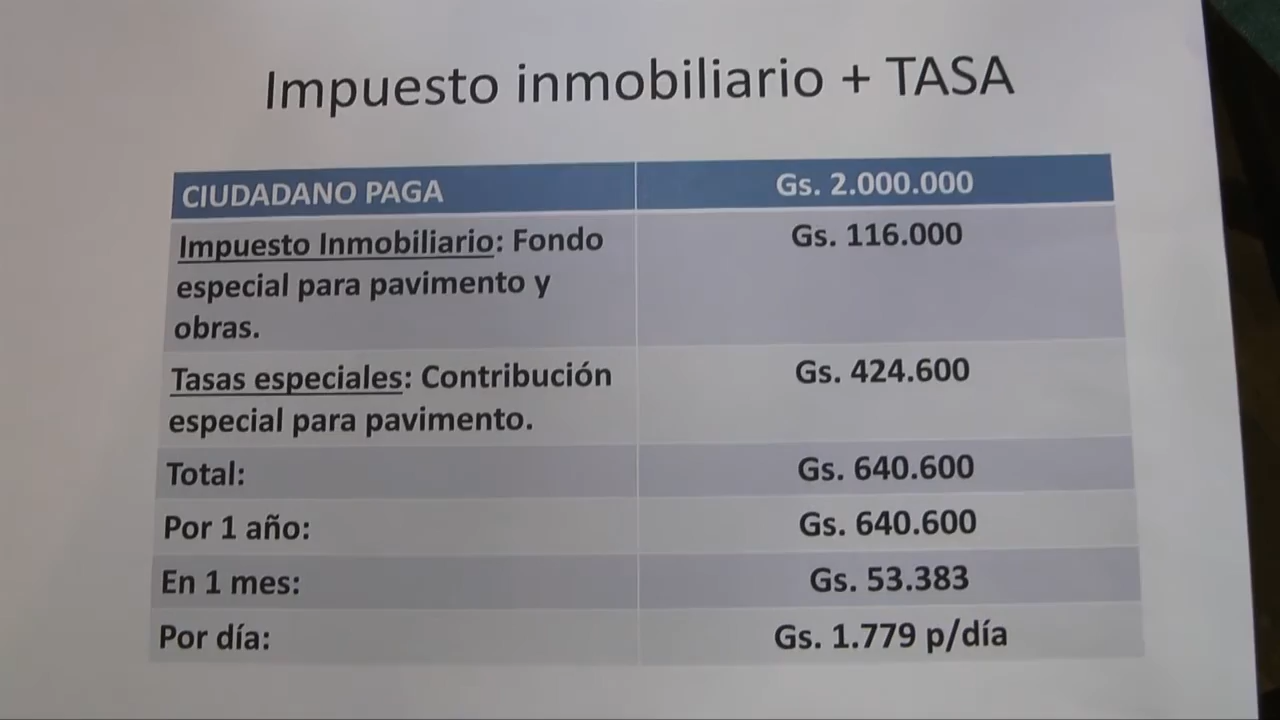 Impuesto inmobiliario + TASA
CIUDADANO PAGA Gs. 2.000.000
Impuesto Inmobiliario: Fondo Gs. 116.000
especial para pavimento y
obras.
Tasas especiales: Contribución Gs. 424.600
especial para pavimento.
Total: Gs. 640.600
Por 1 año: Gs. 640.600
En 1 mes: Gs. 53.383
Por día: Gs. 1.779 p/día